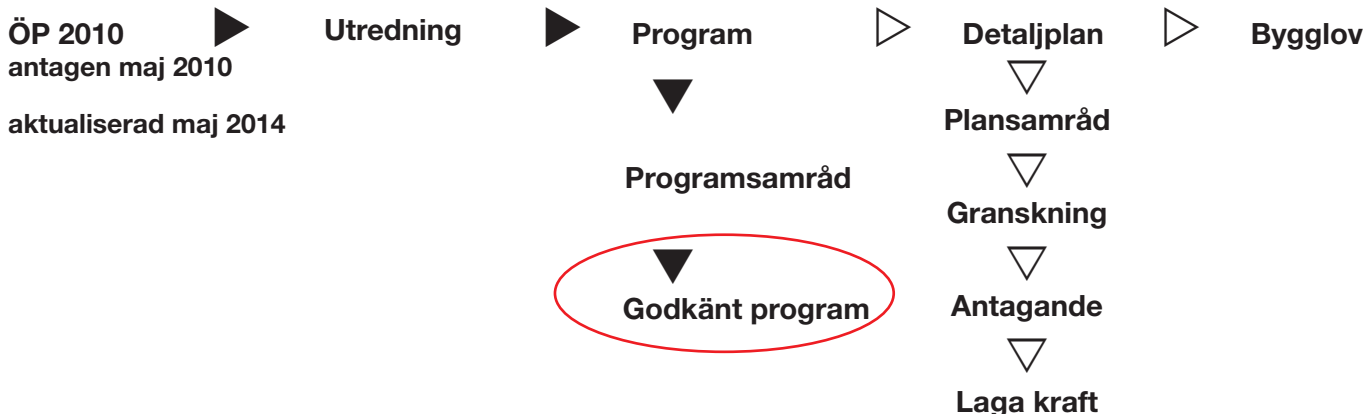 ÖP 2010
antagen maj 2010
aktualiserad maj 2014
Utredning
Program
Programsamråd
Godkänt program
Detaljplan
Plansamråd
Granskning
Antagande
Laga kraft
Bygglov